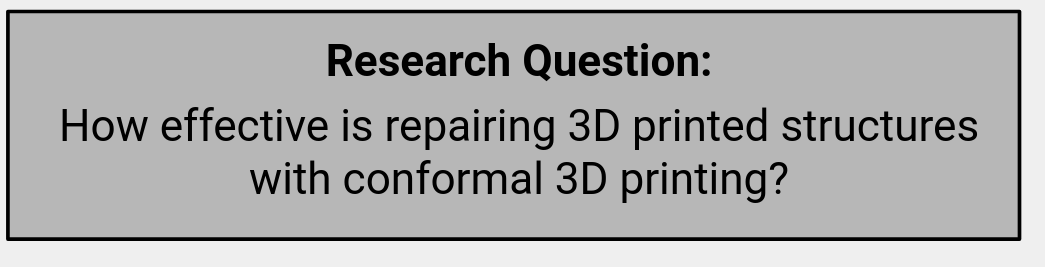 Research Question:
How effective is repairing 3D printed structures
with conformal 3D printing?